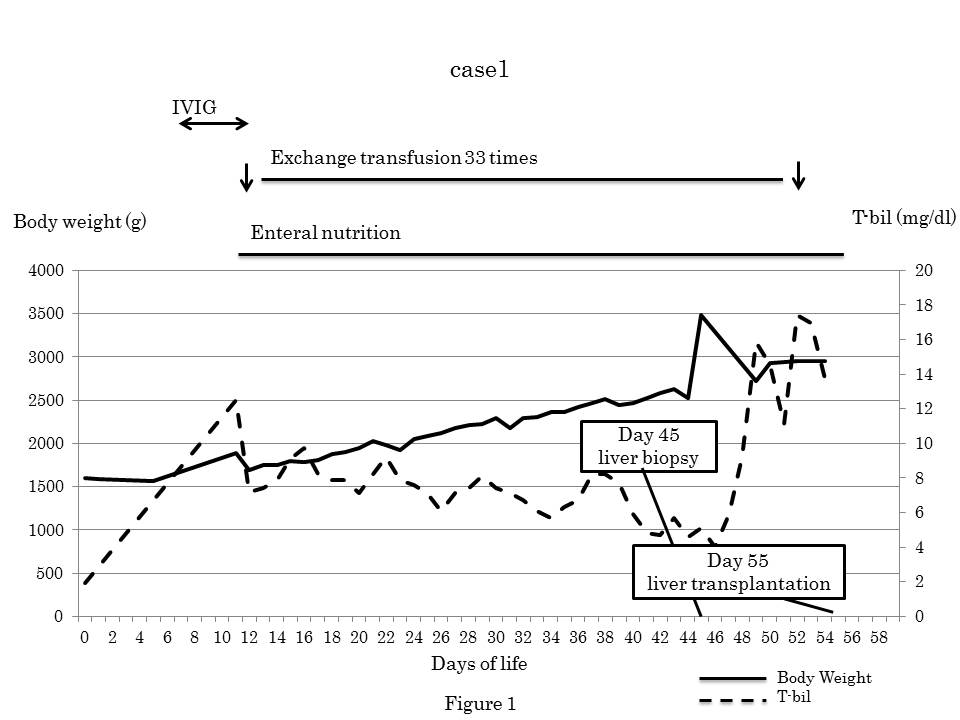 case1
IVIG
Exchange transfusion 33 times
Body weight (g)
T-bil (mg/dl)
Enteral nutrition
4000
3500
3000
2500
2000
1500
1000
500
0
20
18
16
14
12
10
8
6
4
2
0
Day 45
liver biopsy
Day 55
liver transplantation
0 2 4 6 8 10 12 14 16 18 20 22 24 26 28 30 32 34 36 38 40 42 44 46 48 50 52 54 56 58
Days of life
Body Weight
T-bil
Figure 1